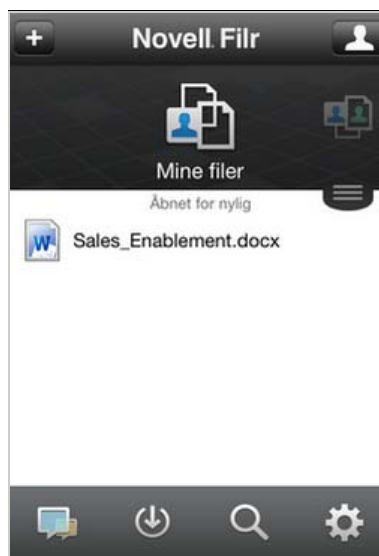 Novell Filr
Mine filer
Åbnet for nylig
Sales_Enablement.docx